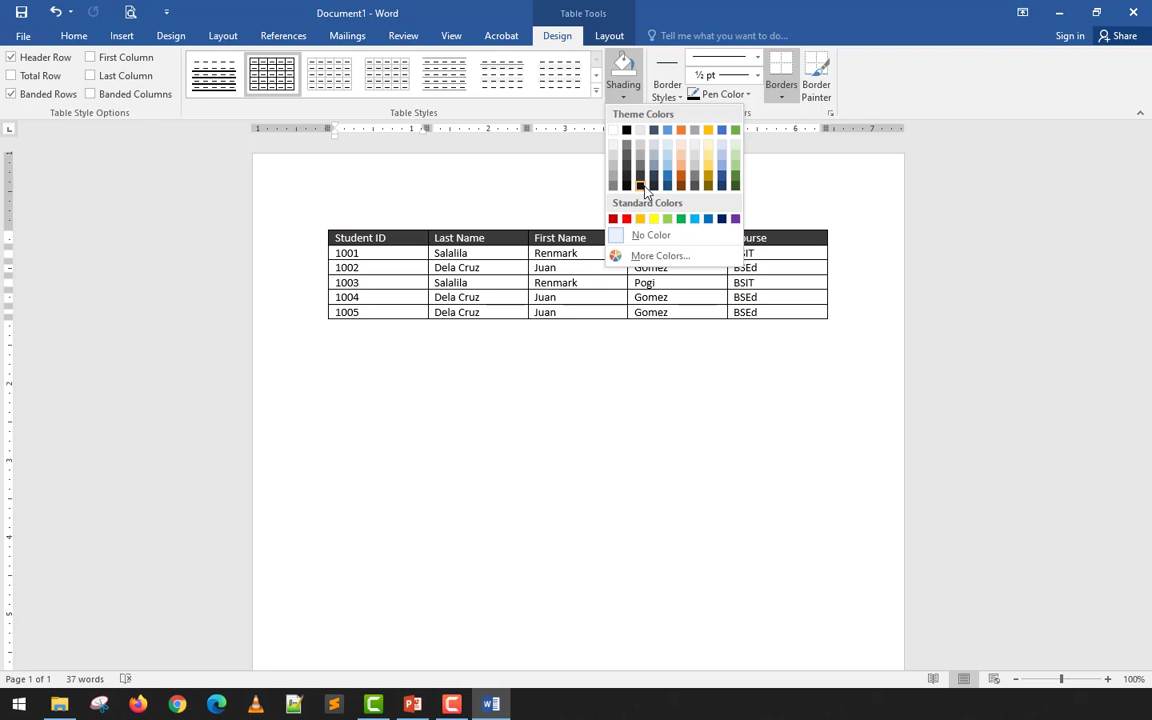 Document1 - Word
Table Tools
File Home Insert Design Layout References Mailings Review View Acrobat Design Layout Tell me what you want to do... Sign in Share
Header Row First Column
Total Row Last Column
Banded Rows Banded Columns
Table Style Options
Table Styles
Shading
Border
Styles
½ pt
Pen Color
Borders
Border
Painter
Theme Colors
Standard Colors
No Color
More Colors...
Student ID Last Name First Name
1001 Salalila Renmark
1002 Dela Cruz Juan Gomez BSEd
1003 Salalila Renmark Pogi BSIT
1004 Dela Cruz Juan Gomez BSEd
1005 Dela Cruz Juan Gomez BSEd
Page 1 of 1 37 words
100%